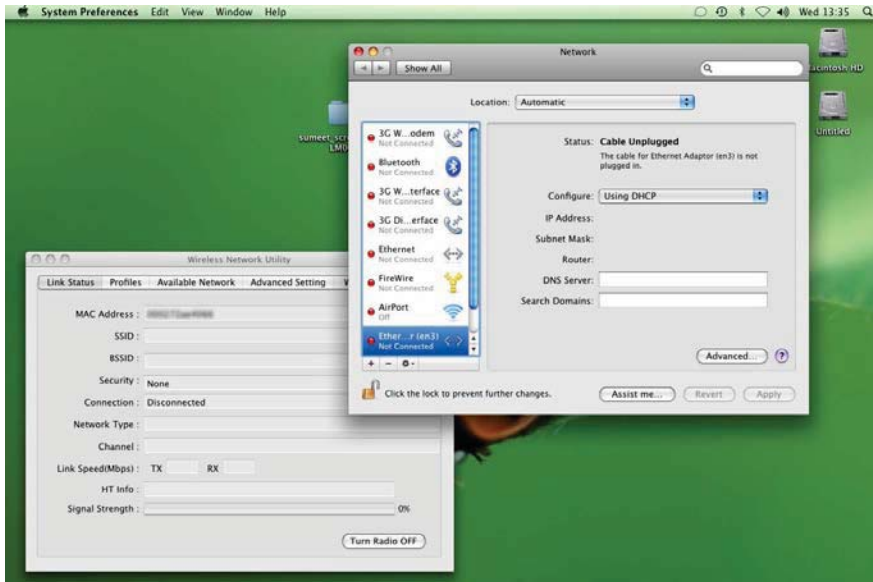 System Preferences Edit View Window Help Wed 13:35
Network
Show All
Macintosh HD
Untitled
Location: Automatic
3G W...odem
Not Connected
Bluetooth
Not Connected
3G W...terface
Not Connected
3G Di...erface
Not Connected
Ethernet
Not Connected
FireWire
Not Connected
AirPort
Off
Ether...r (en3)
Not Connected
Status: Cable Unplugged
The cable for Ethernet Adaptor (en3) is not
plugged in.
Configure: Using DHCP
IP Address:
Subnet Mask:
Router:
DNS Server:
Search Domains:
Advanced... ?
Click the lock to prevent further changes.
Assist me... Revert Apply
Wireless Network Utility
Link Status Profiles Available Network Advanced Setting W
MAC Address :
SSID :
BSSID :
Security : None
Connection : Disconnected
Network Type :
Channel :
Link Speed(Mbps) : TX RX
HT Info :
Signal Strength : 0%
Turn Radio OFF